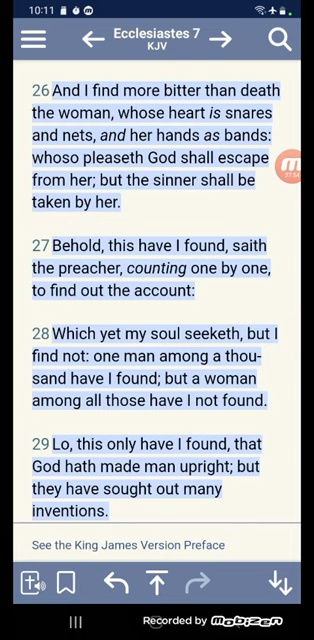 10:11
Ecclesiastes 7
KJV
26 And I find more bitter than death
the woman, whose heart is snares
and nets, and her hands as bands:
whoso pleaseth God shall escape
from her; but the sinner shall be
taken by her.
27 Behold, this have I found, saith
the preacher, counting one by one,
to find out the account:
28 Which yet my soul seeketh, but I
find not: one man among a thou-
sand have I found; but a woman
among all those have I not found.
29 Lo, this only have I found, that
God hath made man upright; but
they have sought out many
inventions.
See the King James Version Preface
Recorded by Mobizen